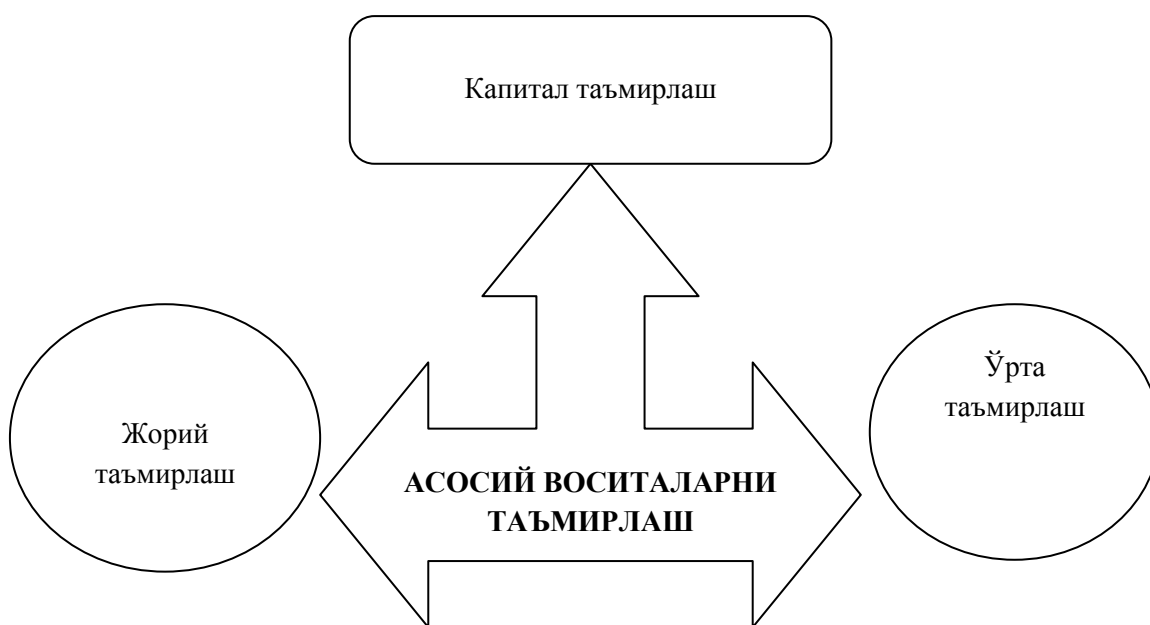 Капитал таъмирлаш
Жорий
таъмирлаш
АСОСИЙ ВОСИТАЛАРНИ
ТАЪМИРЛАШ
Ўрта
таъмирлаш